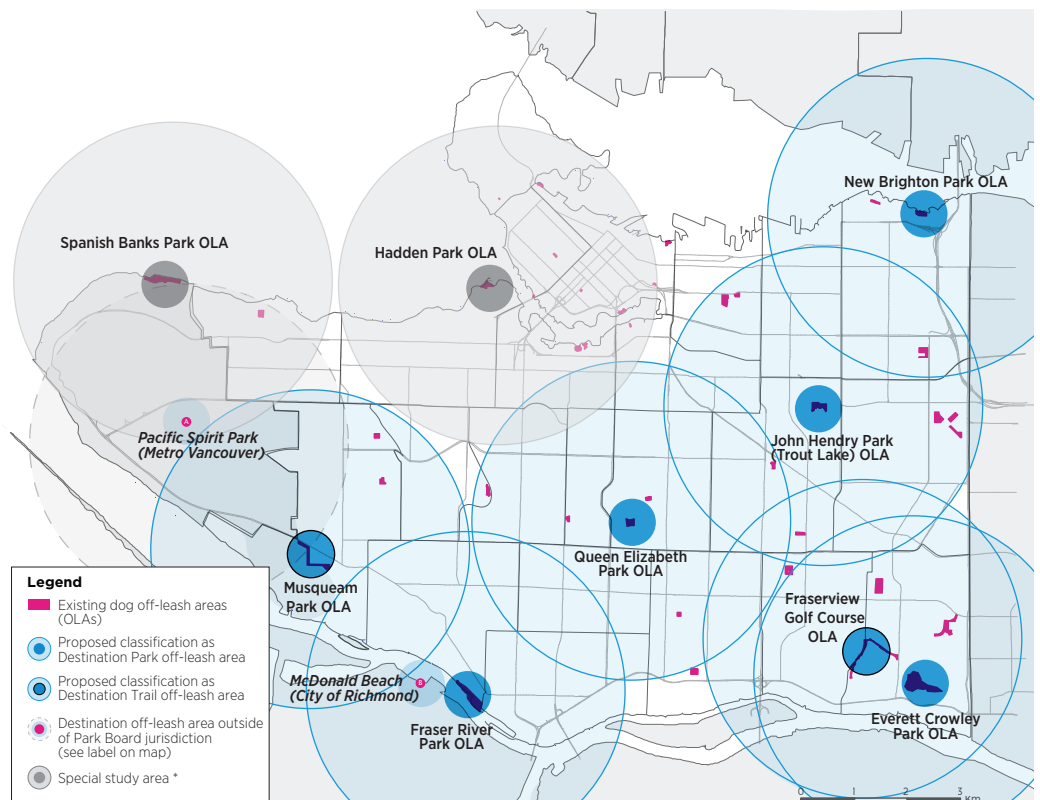 New Brighton Park OLA
Spanish Banks Park OLA
Hadden Park OLA
A
Pacific Spirit Park
(Metro Vancouver)
John Hendry Park
(Trout Lake) OLA
Queen Elizabeth
Park OLA
Musqueam
Park OLA
Fraserview
Golf Course
OLA
McDonald Beach
(City of Richmond)
B
Fraser River
Park OLA
Everett Crowley
Park OLA
Legend
Existing dog off-leash areas
(OLAs)
Proposed classification as
Destination Park off-leash area
Proposed classification as
Destination Trail off-leash area
Destination off-leash area outside
of Park Board jurisdiction
(see label on map)
Special study area *
0 1 2 3
Km